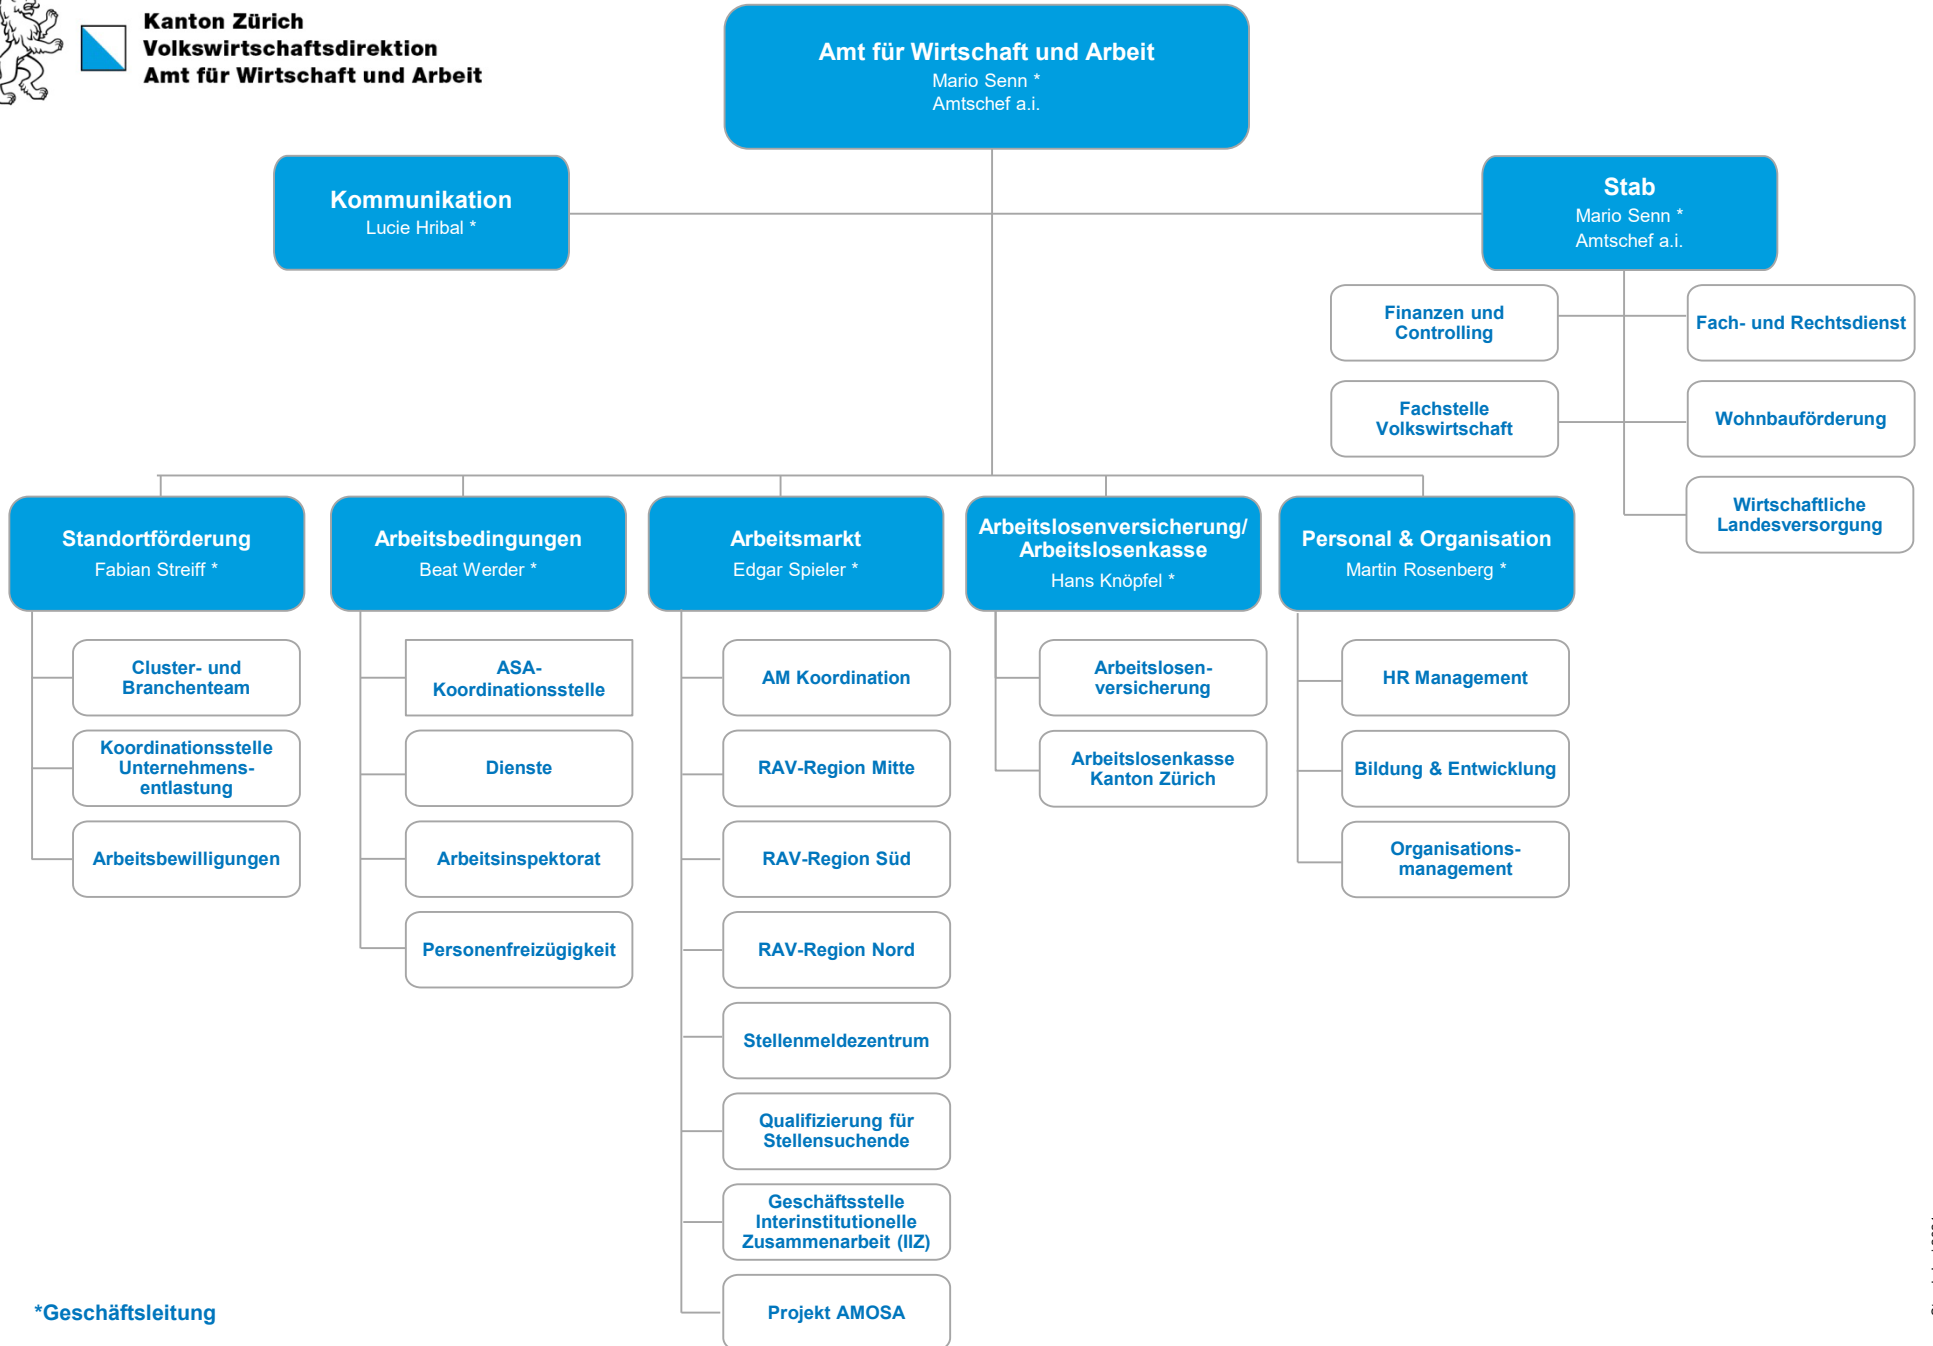 Kanton Zürich
Volkswirtschaftsdirektion
Amt für Wirtschaft und Arbeit
Amt für Wirtschaft und Arbeit
Mario Senn *
Amtschef a.i.
Kommunikation
Lucie Hribal *
Stab
Mario Senn *
Amtschef a.i.
Finanzen und
Controlling
Fach- und Rechtsdienst
Fachstelle
Volkswirtschaft
Wohnbauförderung
Wirtschaftliche
Landesversorgung
Standortförderung
Fabian Streiff *
Arbeitsbedingungen
Beat Werder *
Arbeitsmarkt
Edgar Spieler *
Arbeitslosenversicherung/
Arbeitslosenkasse
Hans Knöpfel *
Personal & Organisation
Martin Rosenberg *
Cluster- und
Branchenteam
Koordinationsstelle
Unternehmens-
entlastung
Arbeitsbewilligungen
ASA-
Koordinationsstelle
Dienste
Arbeitsinspektorat
Personenfreizügigkeit
AM Koordination
RAV-Region Mitte
RAV-Region Süd
RAV-Region Nord
Stellenmeldezentrum
Qualifizierung für
Stellensuchende
Geschäftsstelle
Interinstitutionelle
Zusammenarbeit (IIZ)
Projekt AMOSA
Arbeitslosen-
versicherung
Arbeitslosenkasse
Kanton Zürich
HR Management
Bildung & Entwicklung
Organisations-
management
*Geschäftsleitung